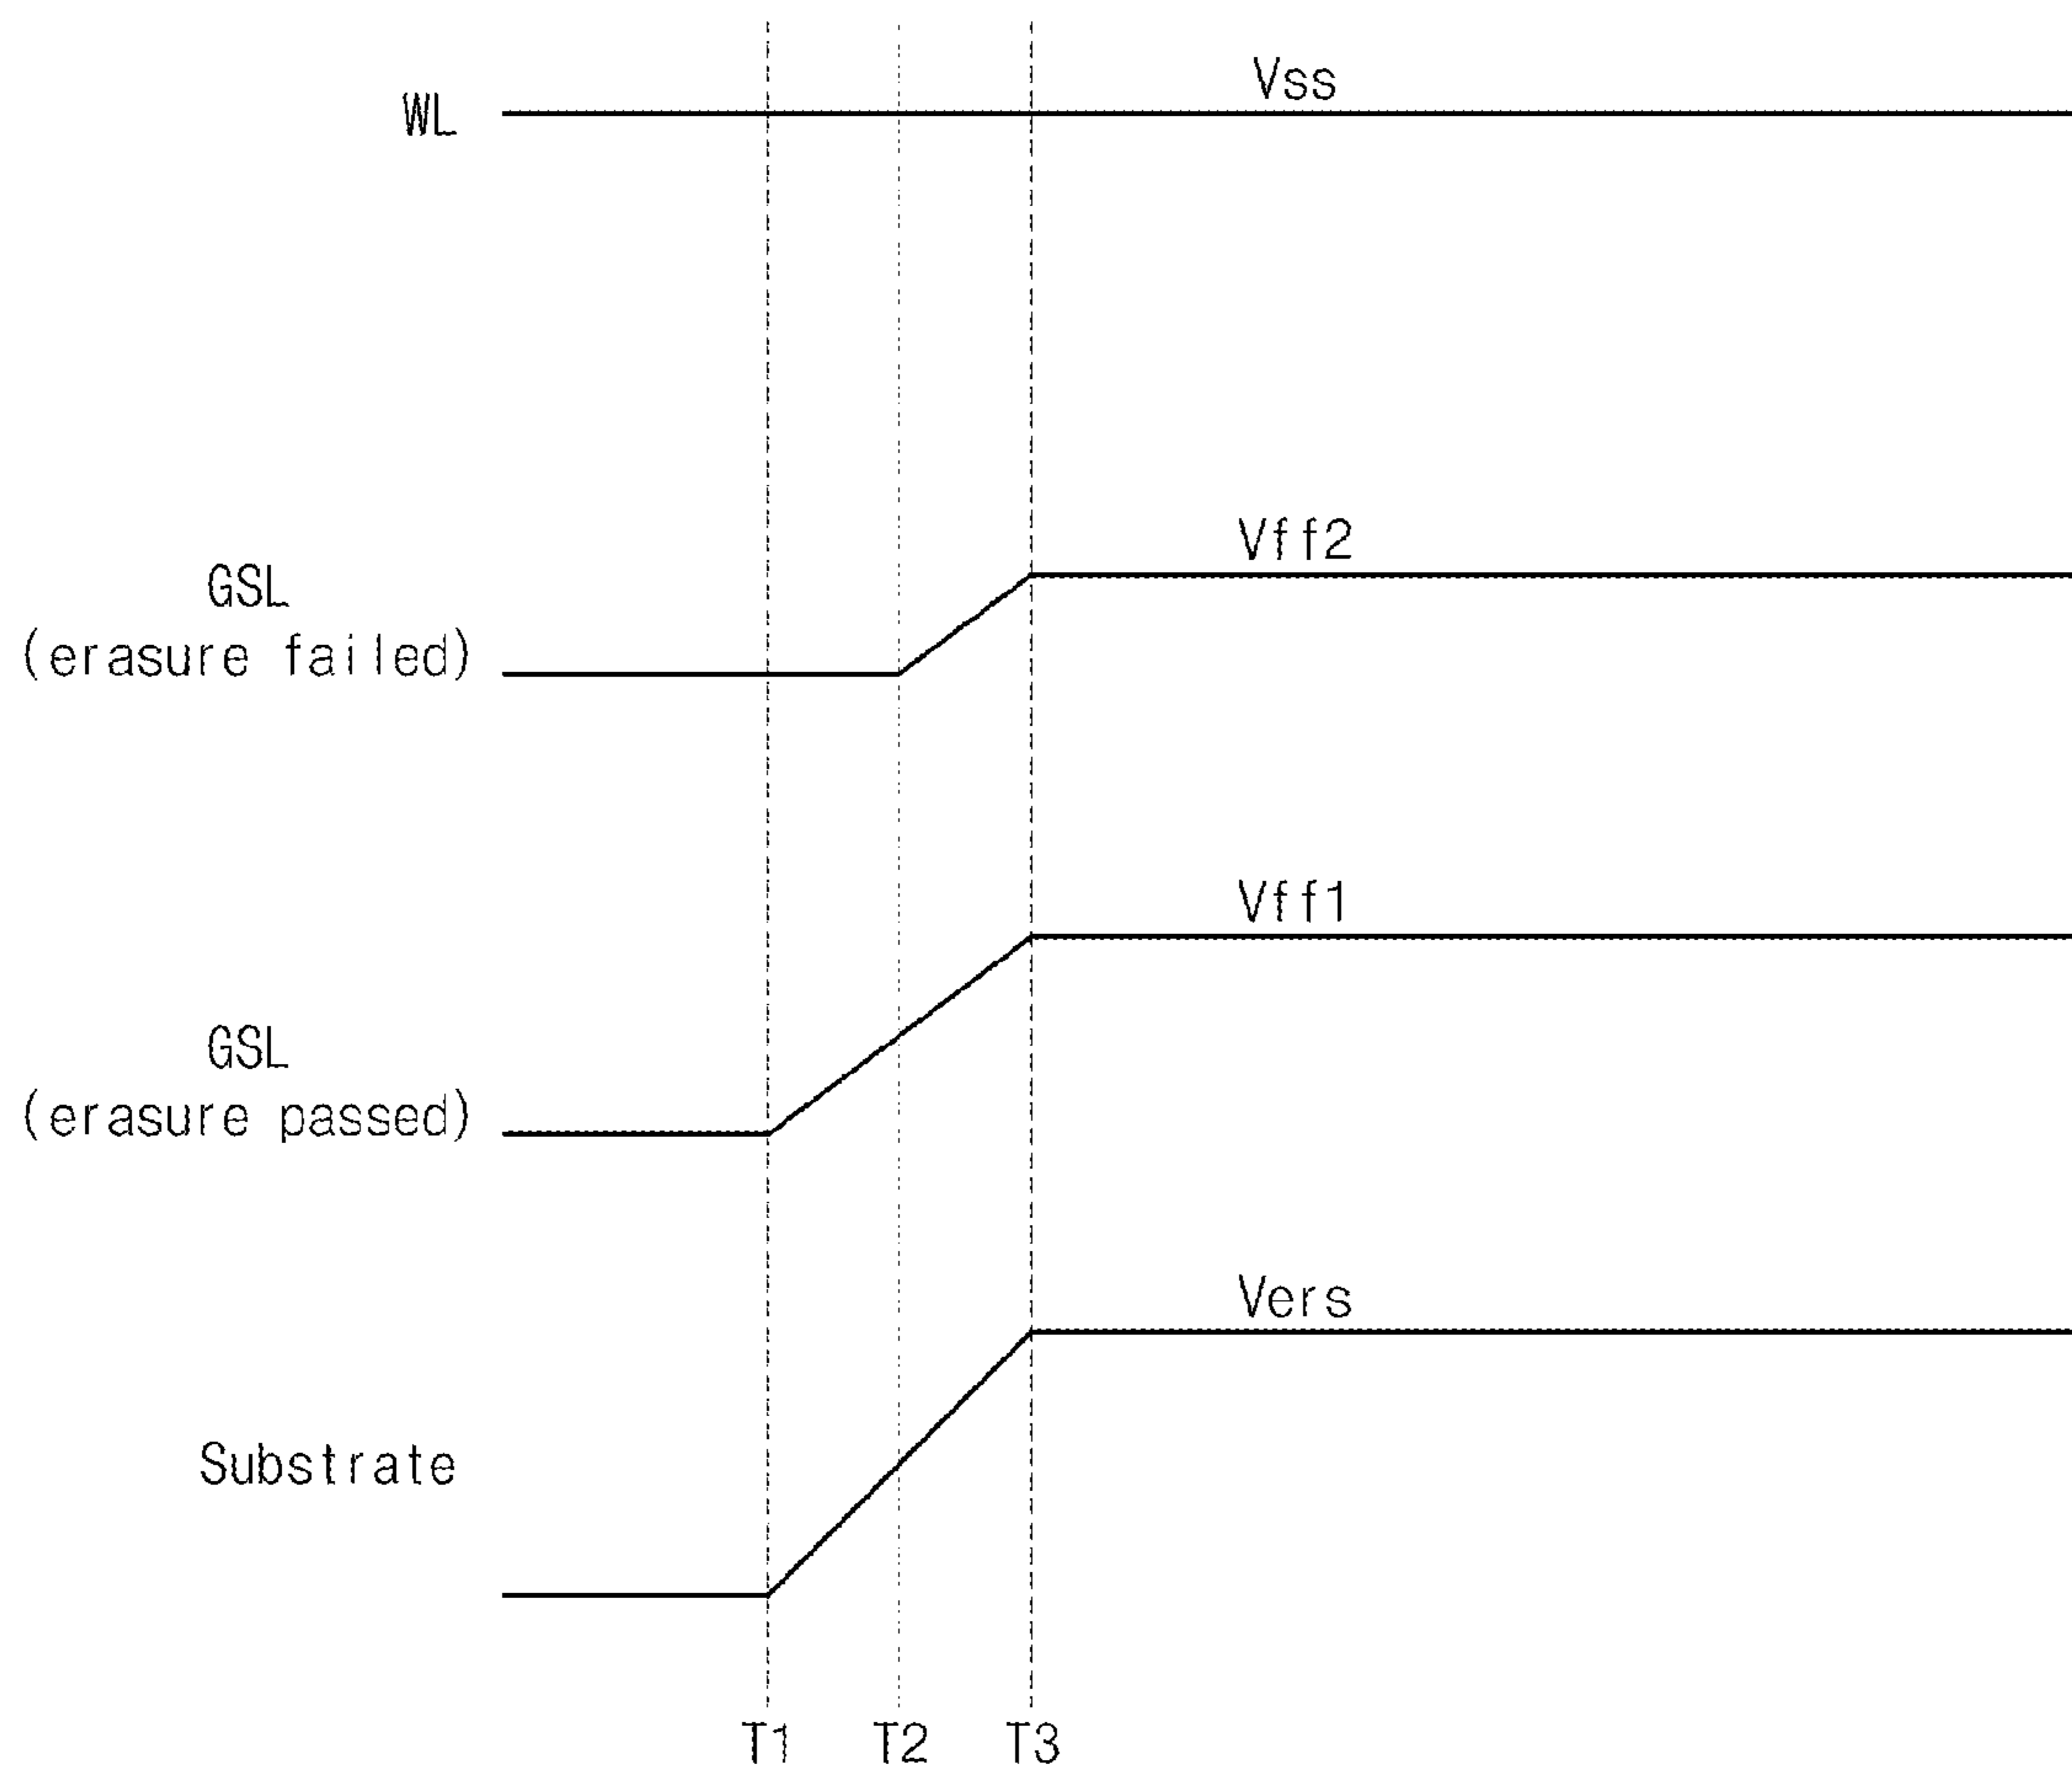 Vss
WL
Vff2
GSL
(erasure failed)
Vff1
GSL
(erasure passed)
Vers
Substrate
T1 T2 T3